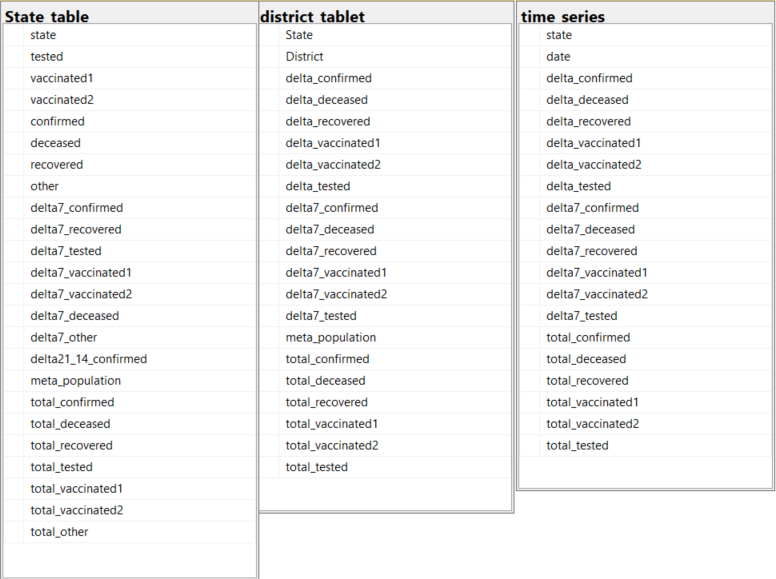 State table
state
tested
vaccinated1
vaccinated2
confirmed
deceased
recovered
other
delta7_confirmed
delta7_recovered
delta7_tested
delta7_vaccinated1
delta7_vaccinated2
delta7_deceased
delta7_other
delta21_14_confirmed
meta_population
total_confirmed
total_deceased
total_recovered
total_tested
total_vaccinated1
total_vaccinated2
total_other
district tablet
State
District
delta_confirmed
delta_deceased
delta_recovered
delta_vaccinated1
delta_vaccinated2
delta_tested
delta7_confirmed
delta7_deceased
delta7_recovered
delta7_vaccinated1
delta7_vaccinated2
delta7_tested
meta_population
total_confirmed
total_deceased
total_recovered
total_vaccinated1
total_vaccinated2
total_tested
time series
state
date
delta_confirmed
delta_deceased
delta_recovered
delta_vaccinated1
delta_vaccinated2
delta_tested
delta7_confirmed
delta7_deceased
delta7_recovered
delta7_vaccinated1
delta7_vaccinated2
delta7_tested
total_confirmed
total_deceased
total_recovered
total_vaccinated1
total_vaccinated2
total_tested